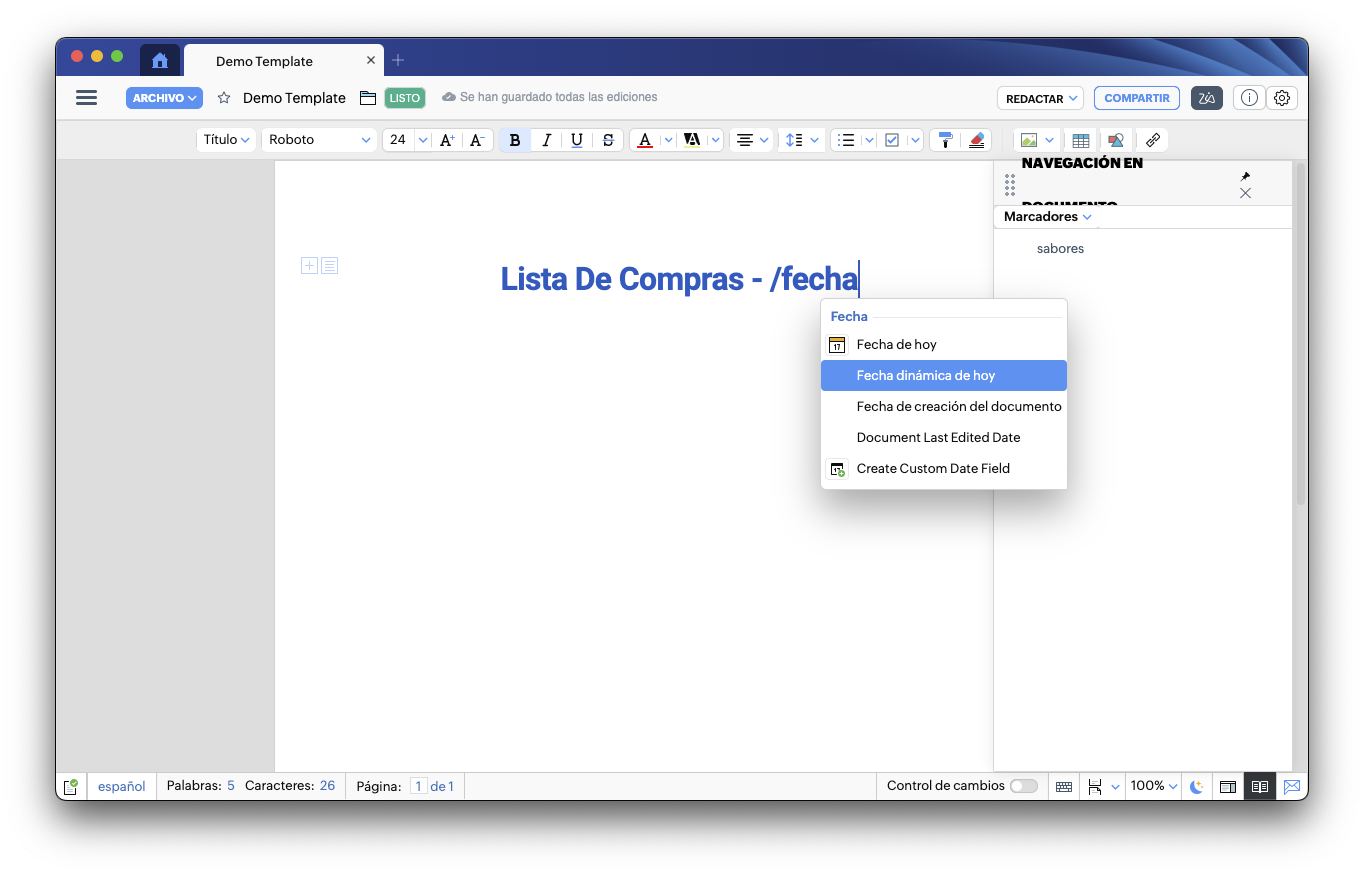 Demo Template
ARCHIVO
Demo Template
LISTO
Se han guardado todas las ediciones
REDACTAR
COMPARTIR
Título
Roboto
24
A+
A-
B
I
U
S
A
A
NAVEGACIÓN EN
DOCUMENTO
Marcadores
sabores
Lista De Compras - /fecha
Fecha
17
Fecha de hoy
Fecha dinámica de hoy
Fecha de creación del documento
Document Last Edited Date
17
Create Custom Date Field
español
Palabras: 5
Caracteres: 26
Página: 1 de 1
Control de cambios
100%